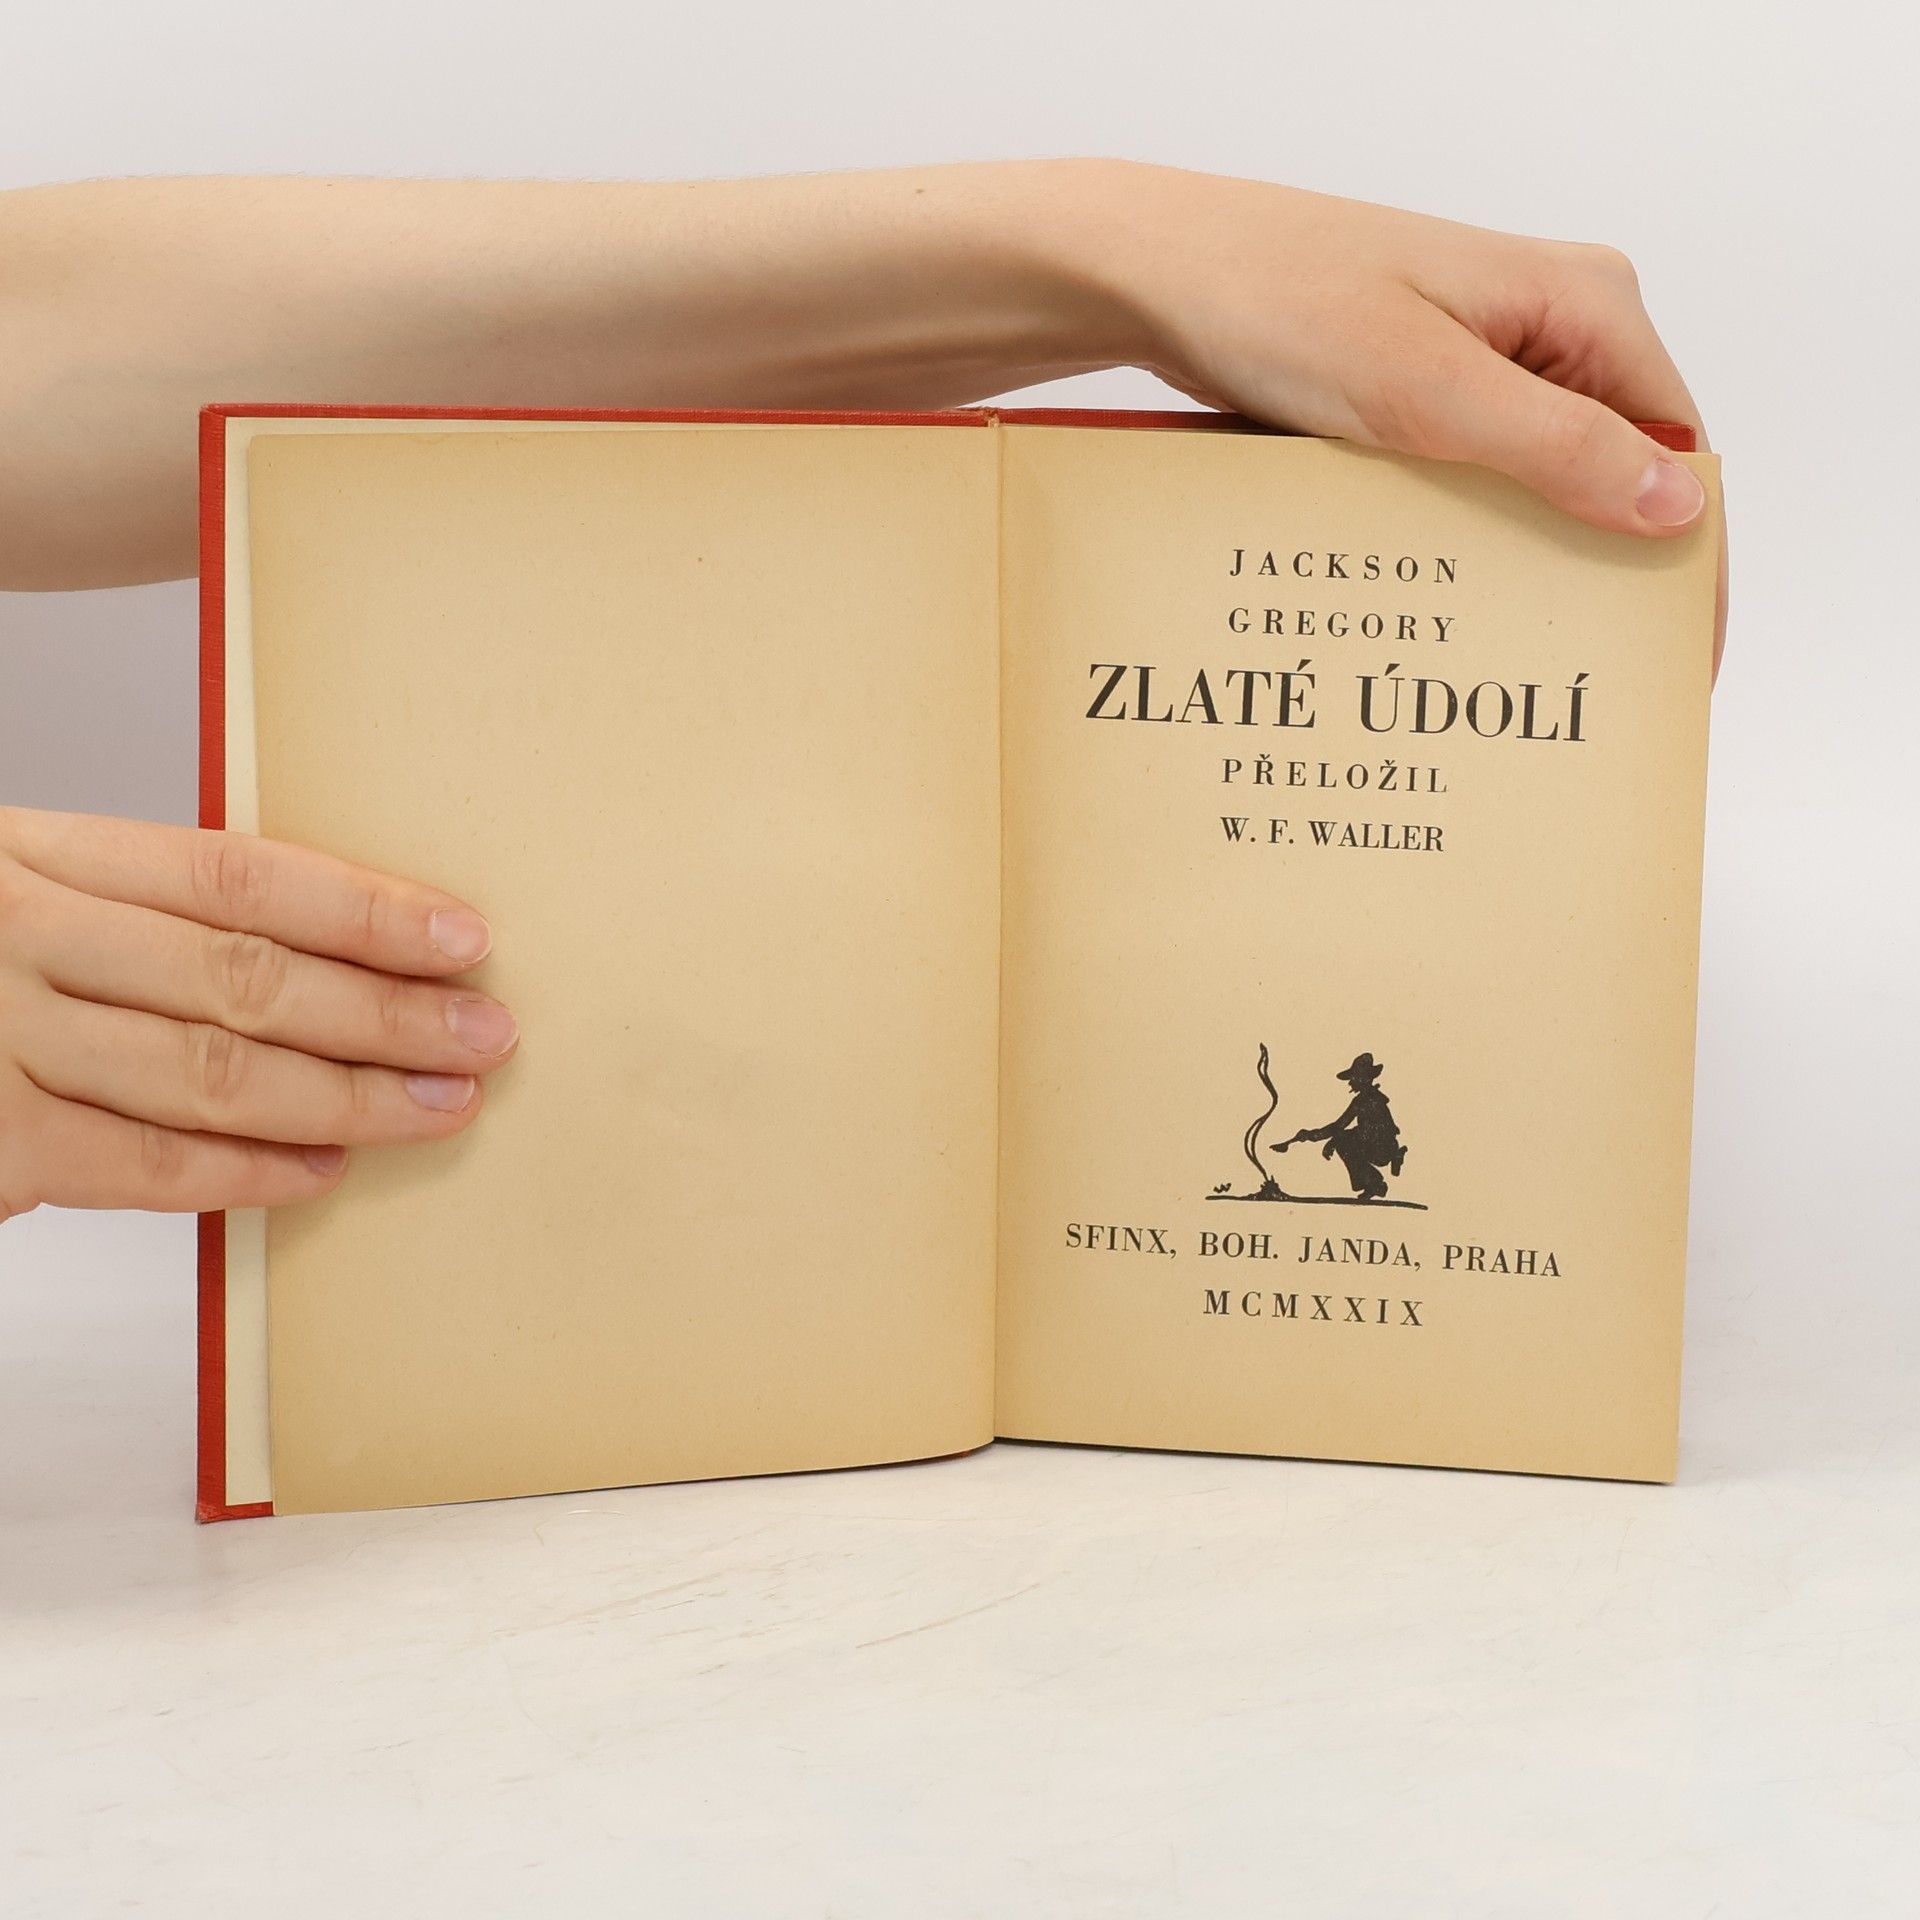 JACKSON
GREGORY
ZLATÉ ÚDOLÍ
PŘELOŽIL
W. F. WALLER
SFINX, BOH. JANDA, PRAHA
MCMXXIX